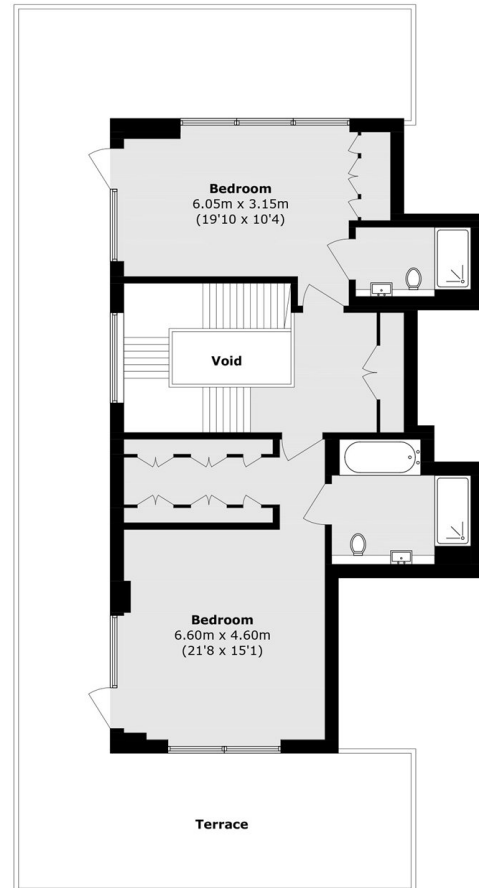 Bedroom
6.05m x 3.15m
(19'10 x 10'4)
Void
Bedroom
6.60m x 4.60m
(21'8 x 15'1)
Terrace